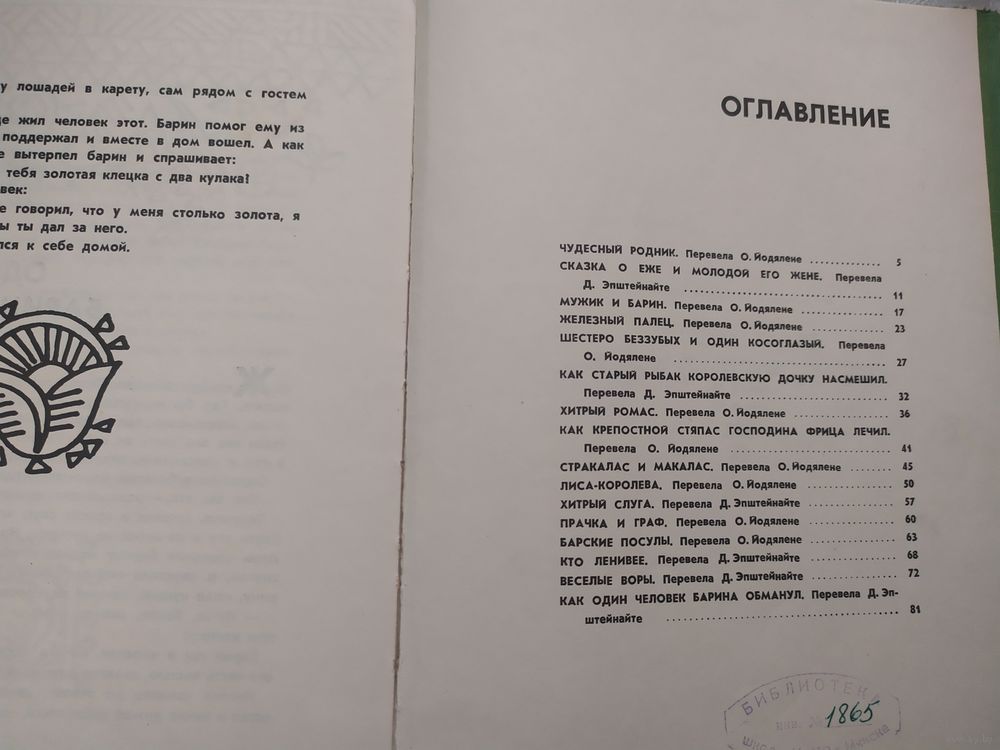 у лошадей в карету, сам рядом с гостем
жил человек этот. Барин помог ему из
поддержал и вместе в дом вошел. А как
вытерпел барин и спрашивает:
тебя золотая клецка с два кулака?
век:
говорил, что у меня столько золота, я
ты дал за него.
лся к себе домой.
ОГЛАВЛЕНИЕ
ЧУДЕСНЫЙ РОДНИК. Перевела О. Йодялене .............. 5
СКАЗКА О ЕЖЕ И МОЛОДОЙ ЕГО ЖЕНЕ. Перевела
Д. Эпштейнайте .............. 11
МУЖИК И БАРИН. Перевела О. Йодялене .............. 17
ЖЕЛЕЗНЫЙ ПАЛЕЦ. Перевела О. Йодялене .............. 23
ШЕСТЕРО БЕЗЗУБЫХ И ОДИН КОСОГЛАЗЫЙ. Перевела
О. Йодялене .............. 27
КАК СТАРЫЙ РЫБАК КОРОЛЕВСКУЮ ДОЧКУ НАСМЕШИЛ.
Перевела Д. Эпштейнайте .............. 32
ХИТРЫЙ РОМАС. Перевела О. Йодялене .............. 36
КАК КРЕПОСТНОЙ СТЯПАС ГОСПОДИНА ФРИЦА ЛЕЧИЛ.
Перевела О. Йодялене .............. 41
СТРАКАЛАС И МАКАЛАС. Перевела О. Йодялене .............. 45
ЛИСА-КОРОЛЕВА. Перевела О. Йодялене .............. 50
ХИТРЫЙ СЛУГА. Перевела Д. Эпштейнайте .............. 57
ПРАЧКА И ГРАФ. Перевела О. Йодялене .............. 60
БАРСКИЕ ПОСУЛЫ. Перевела О. Йодялене .............. 63
КТО ЛЕНИВЕЕ. Перевела Д. Эпштейнайте .............. 68
ВЕСЕЛЫЕ ВОРЫ. Перевела Д. Эпштейнайте .............. 72
КАК ОДИН ЧЕЛОВЕК БАРИНА ОБМАНУЛ. Перевела Д. Эп-
штейнайте .............. 81
БИБЛИОТЕКА
инв. № 1865